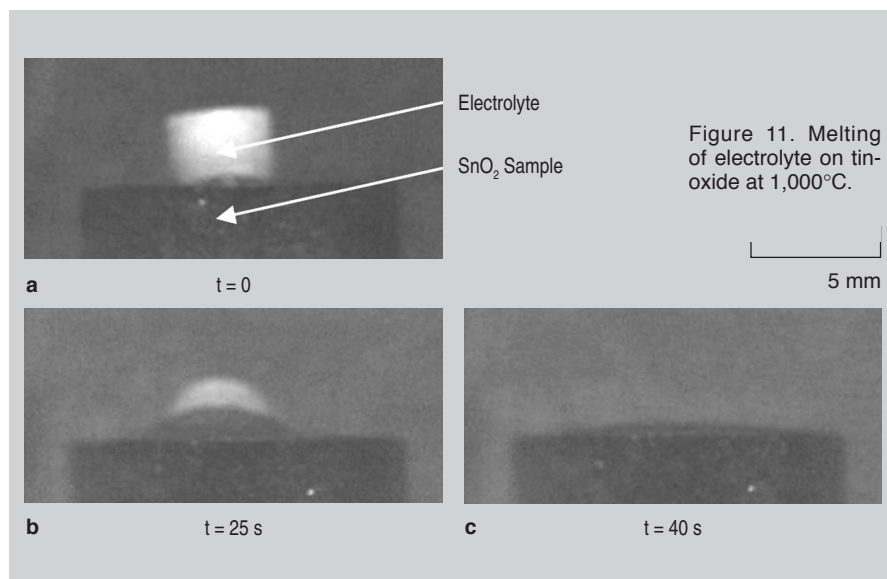 Electrolyte
SnO₂ Sample
Figure 11. Melting
of electrolyte on tin-
oxide at 1,000°C.
5 mm
a t = 0
b t = 25 s
c t = 40 s